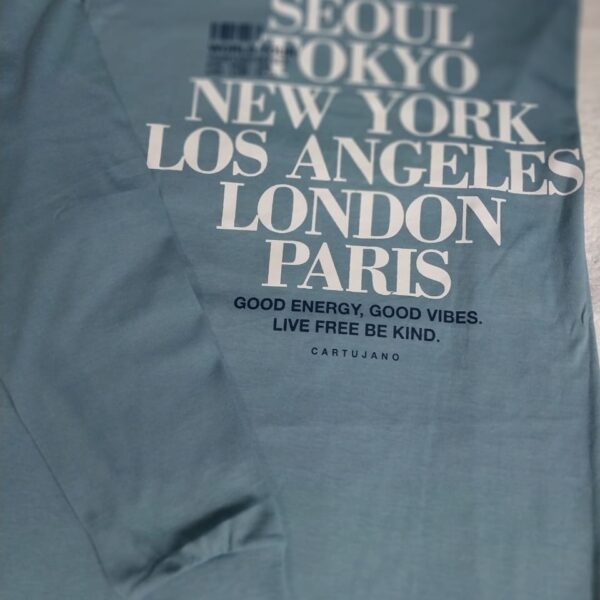 SEOUL
TOKYO
NEW YORK
LOS ANGELES
LONDON
PARIS
GOOD ENERGY, GOOD VIBES.
LIVE FREE BE KIND.
CARTUJANO